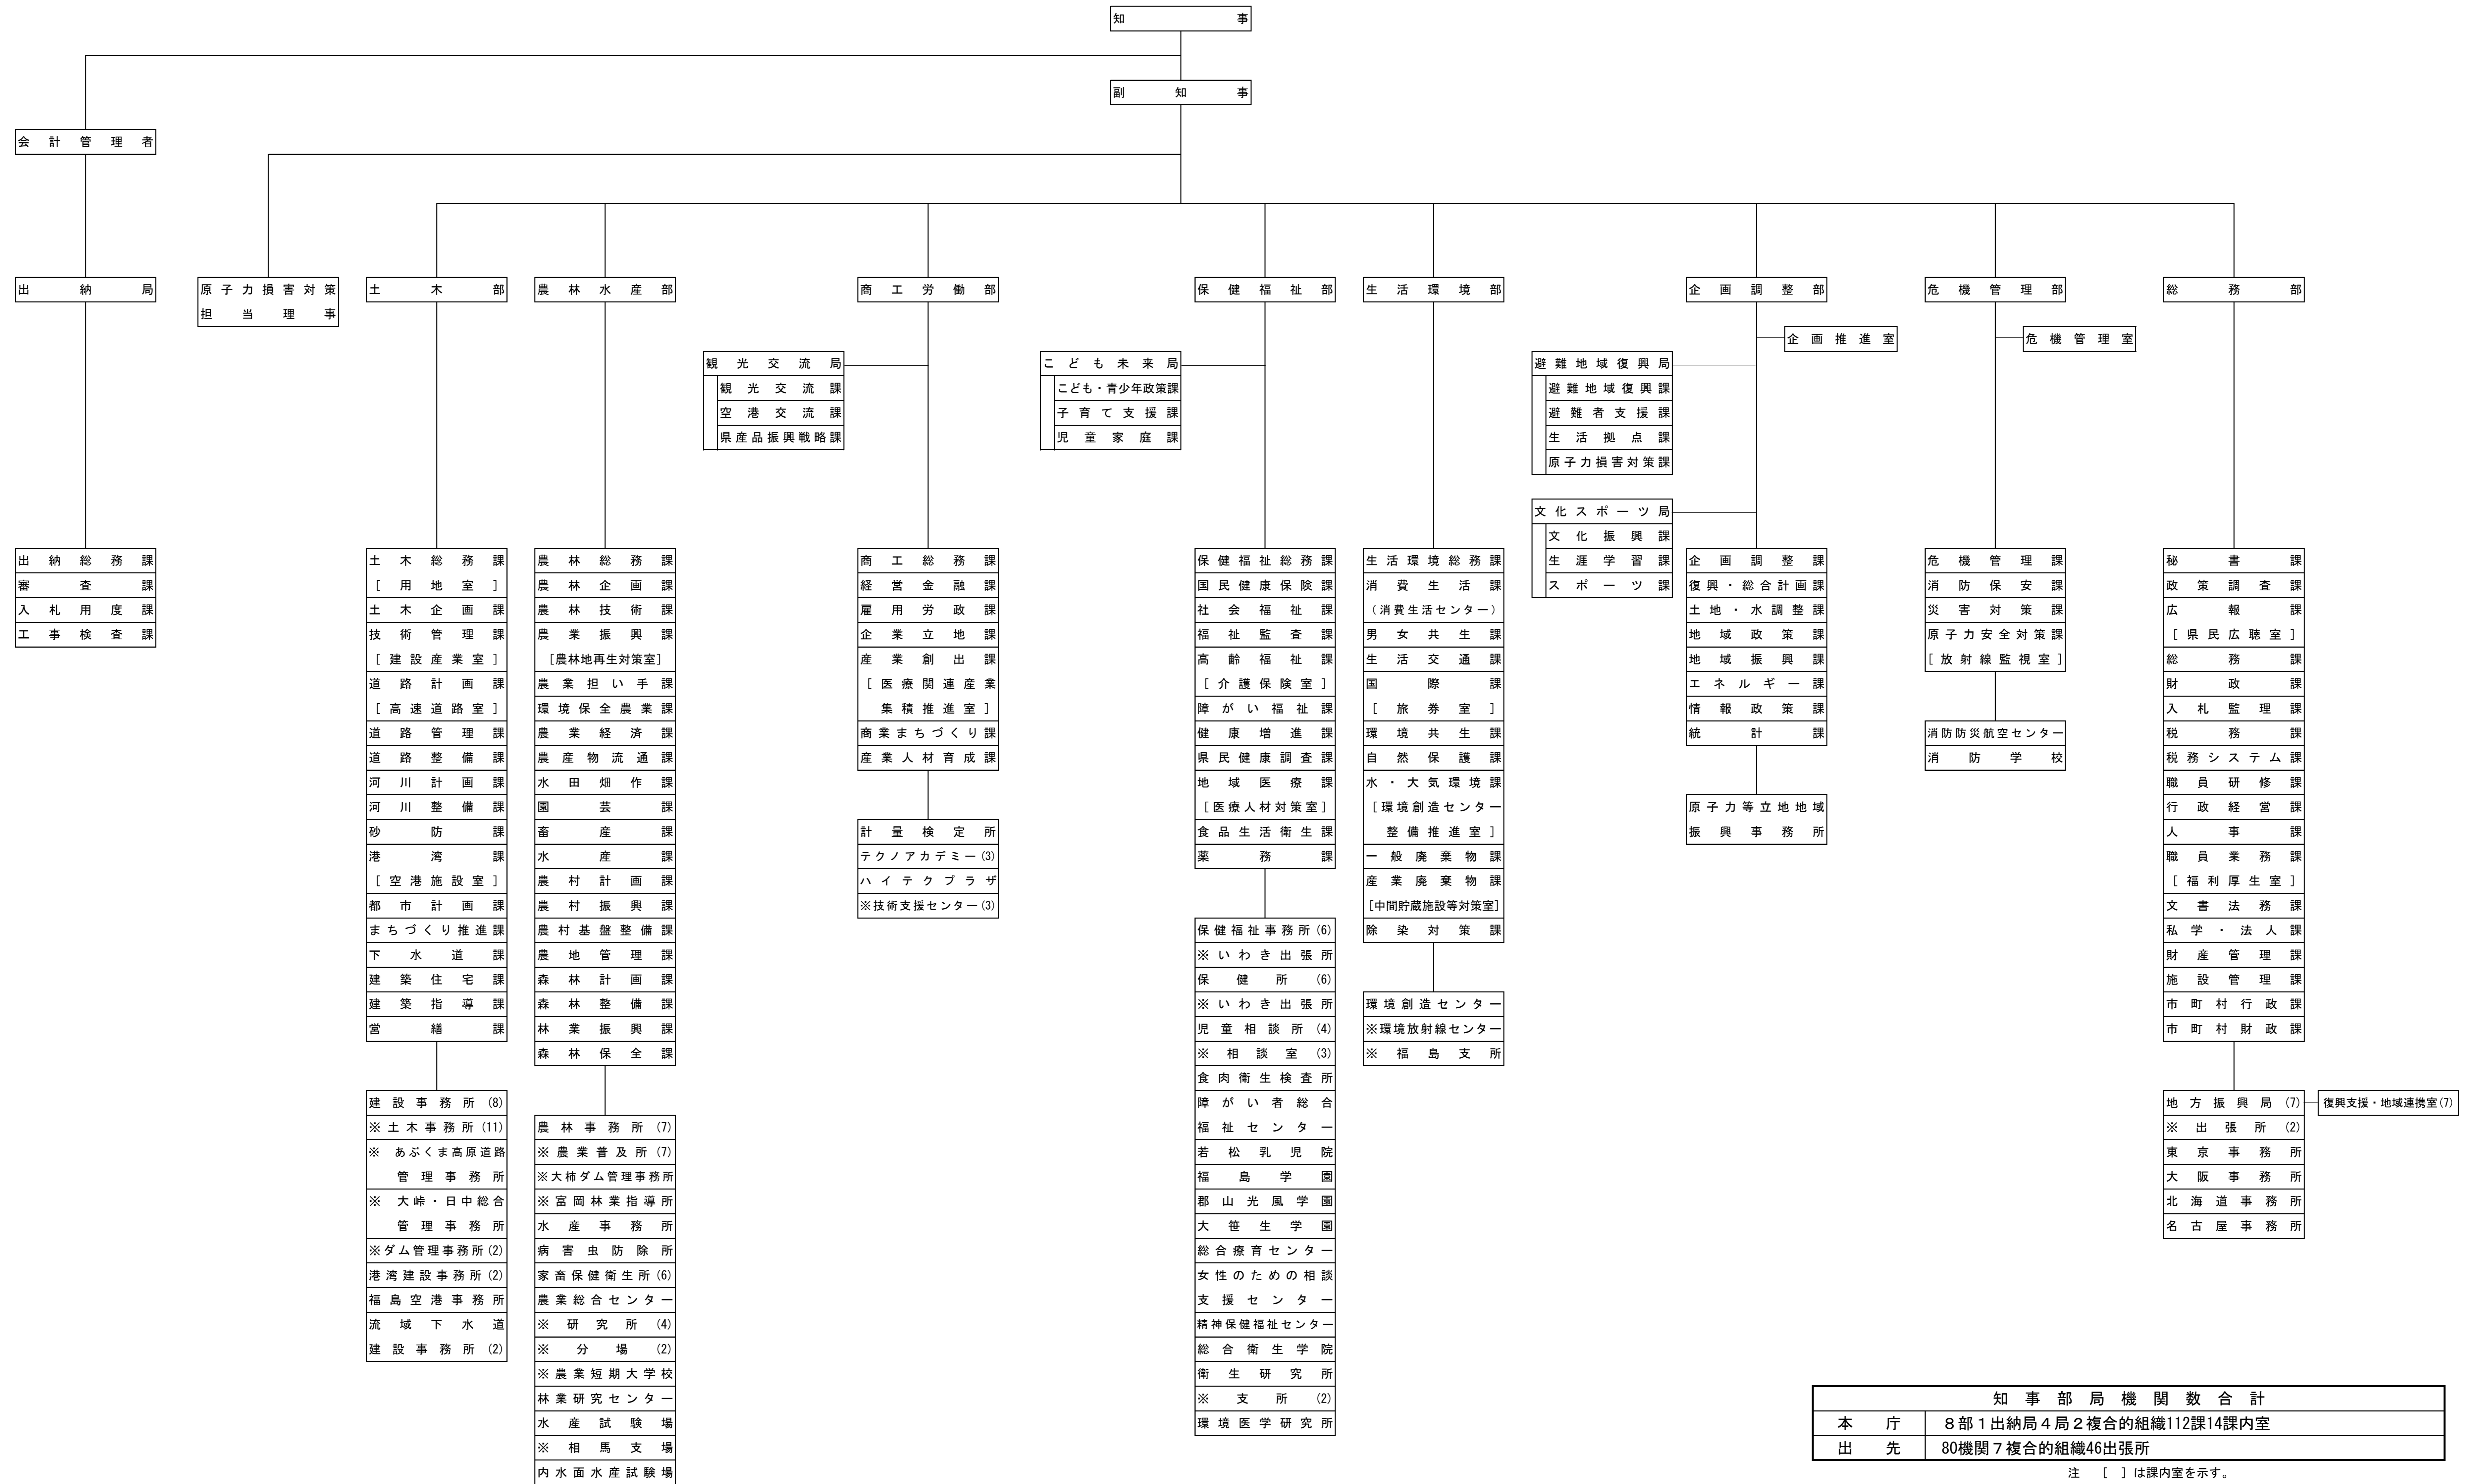 知事
副知事
会計管理者
出納局
出納総務課
審査課
入札用度課
工事検査課
原子力損害対策
担当理事
土木部
土木総務課
[用地室]
土木企画課
技術管理課
[建設産業室]
道路計画課
[高速道路室]
道路管理課
道路整備課
河川計画課
河川整備課
砂防課
港湾課
[空港施設室]
都市計画課
まちづくり推進課
下水道課
建築住宅課
建築指導課
営繕課
建設事務所(8)
※土木事務所(11)
※ あぶくま高原道路
管理事務所
※ 大峠・日中総合
管理事務所
※ダム管理事務所(2)
港湾建設事務所(2)
福島空港事務所
流域下水道
建設事務所(2)
農林水産部
農林総務課
農林企画課
農林技術課
農業振興課
[農林地再生対策室]
農業担い手課
環境保全農業課
農業経済課
農産物流通課
水田畑作課
園芸課
畜産課
水産課
農村計画課
農村振興課
農村基盤整備課
農地管理課
森林計画課
森林整備課
林業振興課
森林保全課
農林事務所(7)
※農業普及所(7)
※大柿ダム管理事務所
※富岡林業指導所
水産事務所
病害虫防除所
家畜保健衛生所(6)
農業総合センター
※研究所(4)
※分場(2)
※農業短期大学校
林業研究センター
水産試験場
※相馬支場
内水面水産試験場
商工労働部
観光交流局
観光交流課
空港交流課
県産品振興戦略課
商工総務課
経営金融課
雇用労政課
企業立地課
産業創出課
[医療関連産業
集積推進室]
商業まちづくり課
産業人材育成課
計量検定所
テクノアカデミー(3)
ハイテクプラザ
※技術支援センター(3)
保健福祉部
こども未来局
こども・青少年政策課
子育て支援課
児童家庭課
保健福祉総務課
国民健康保険課
社会福祉課
福祉監査課
高齢福祉課
[介護保険室]
障がい福祉課
健康増進課
県民健康調査課
地域医療課
[医療人材対策室]
食品生活衛生課
薬務課
保健福祉事務所(6)
※いわき出張所
保健所(6)
※いわき出張所
児童相談所(4)
※相談室(3)
食肉衛生検査所
障がい者総合
福祉センター
若松乳児院
福島学園
郡山光風学園
大笹生学園
総合療育センター
女性のための相談
支援センター
精神保健福祉センター
総合衛生学院
衛生研究所
※支所(2)
環境医学研究所
生活環境部
生活環境総務課
消費生活課
(消費生活センター)
男女共生課
生活交通課
国際課
[旅券室]
環境共生課
自然保護課
水・大気環境課
[環境創造センター
整備推進室]
一般廃棄物課
産業廃棄物課
[中間貯蔵施設等対策室]
除染対策課
環境創造センター
※環境放射線センター
※福島支所
企画調整部
企画推進室
避難地域復興局
避難地域復興課
避難者支援課
生活拠点課
原子力損害対策課
文化スポーツ局
文化振興課
生涯学習課
スポーツ課
企画調整課
復興・総合計画課
土地・水調整課
地域政策課
地域振興課
エネルギー課
情報政策課
統計課
原子力等立地地域
振興事務所
危機管理部
危機管理室
危機管理課
消防保安課
災害対策課
原子力安全対策課
[放射線監視室]
消防防災航空センター
消防学校
総務部
秘書課
政策調査課
広報課
[県民広聴室]
総務課
財政課
入札監理課
税務課
税務システム課
職員研修課
行政経営課
人事課
職員業務課
[福利厚生室]
文書法務課
私学・法人課
財産管理課
施設管理課
市町村行政課
市町村財政課
地方振興局(7)
復興支援・地域連携室(7)
※出張所(2)
東京事務所
大阪事務所
北海道事務所
名古屋事務所
知事部局機関数合計
本庁 8部1出納局4局2複合的組織112課14課内室
出先 80機関7複合的組織46出張所
注 [ ]は課内室を示す。